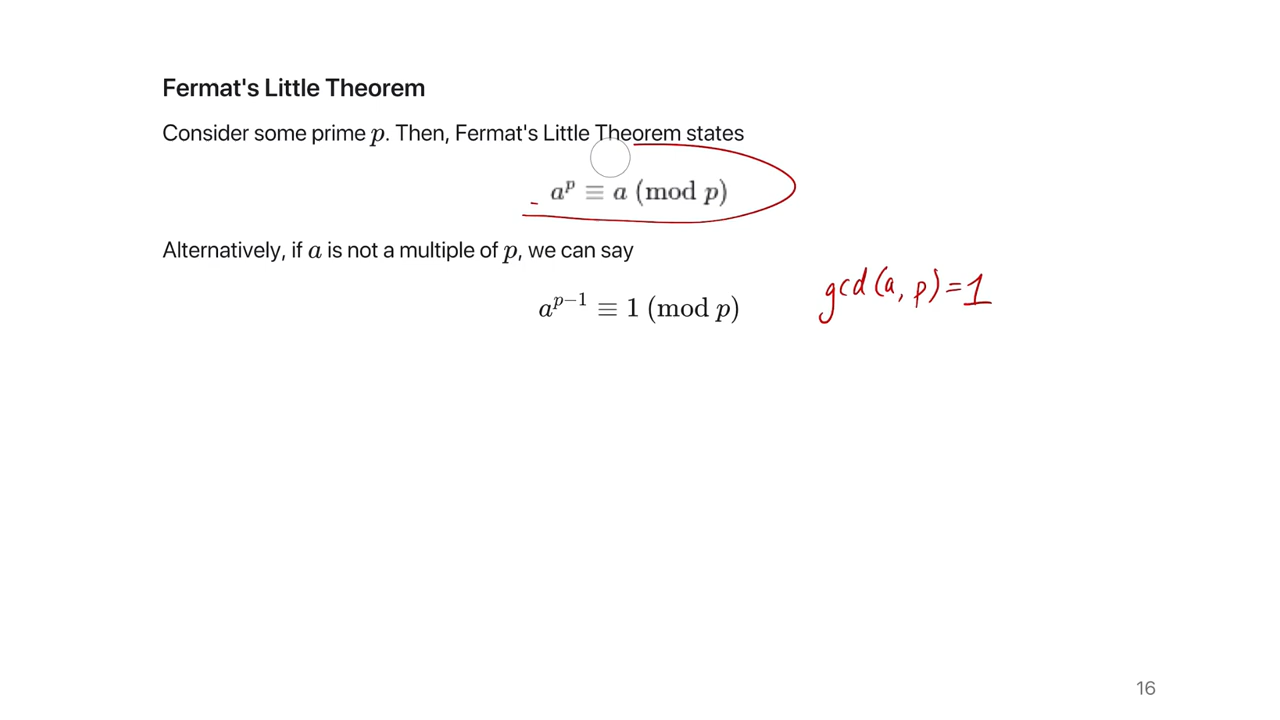 Fermat's Little Theorem
Consider some prime p. Then, Fermat's Little Theorem states
a^p ≡ a (mod p)
Alternatively, if a is not a multiple of p, we can say
a^{p−1} ≡ 1 (mod p)
gcd(a, p)=1
16